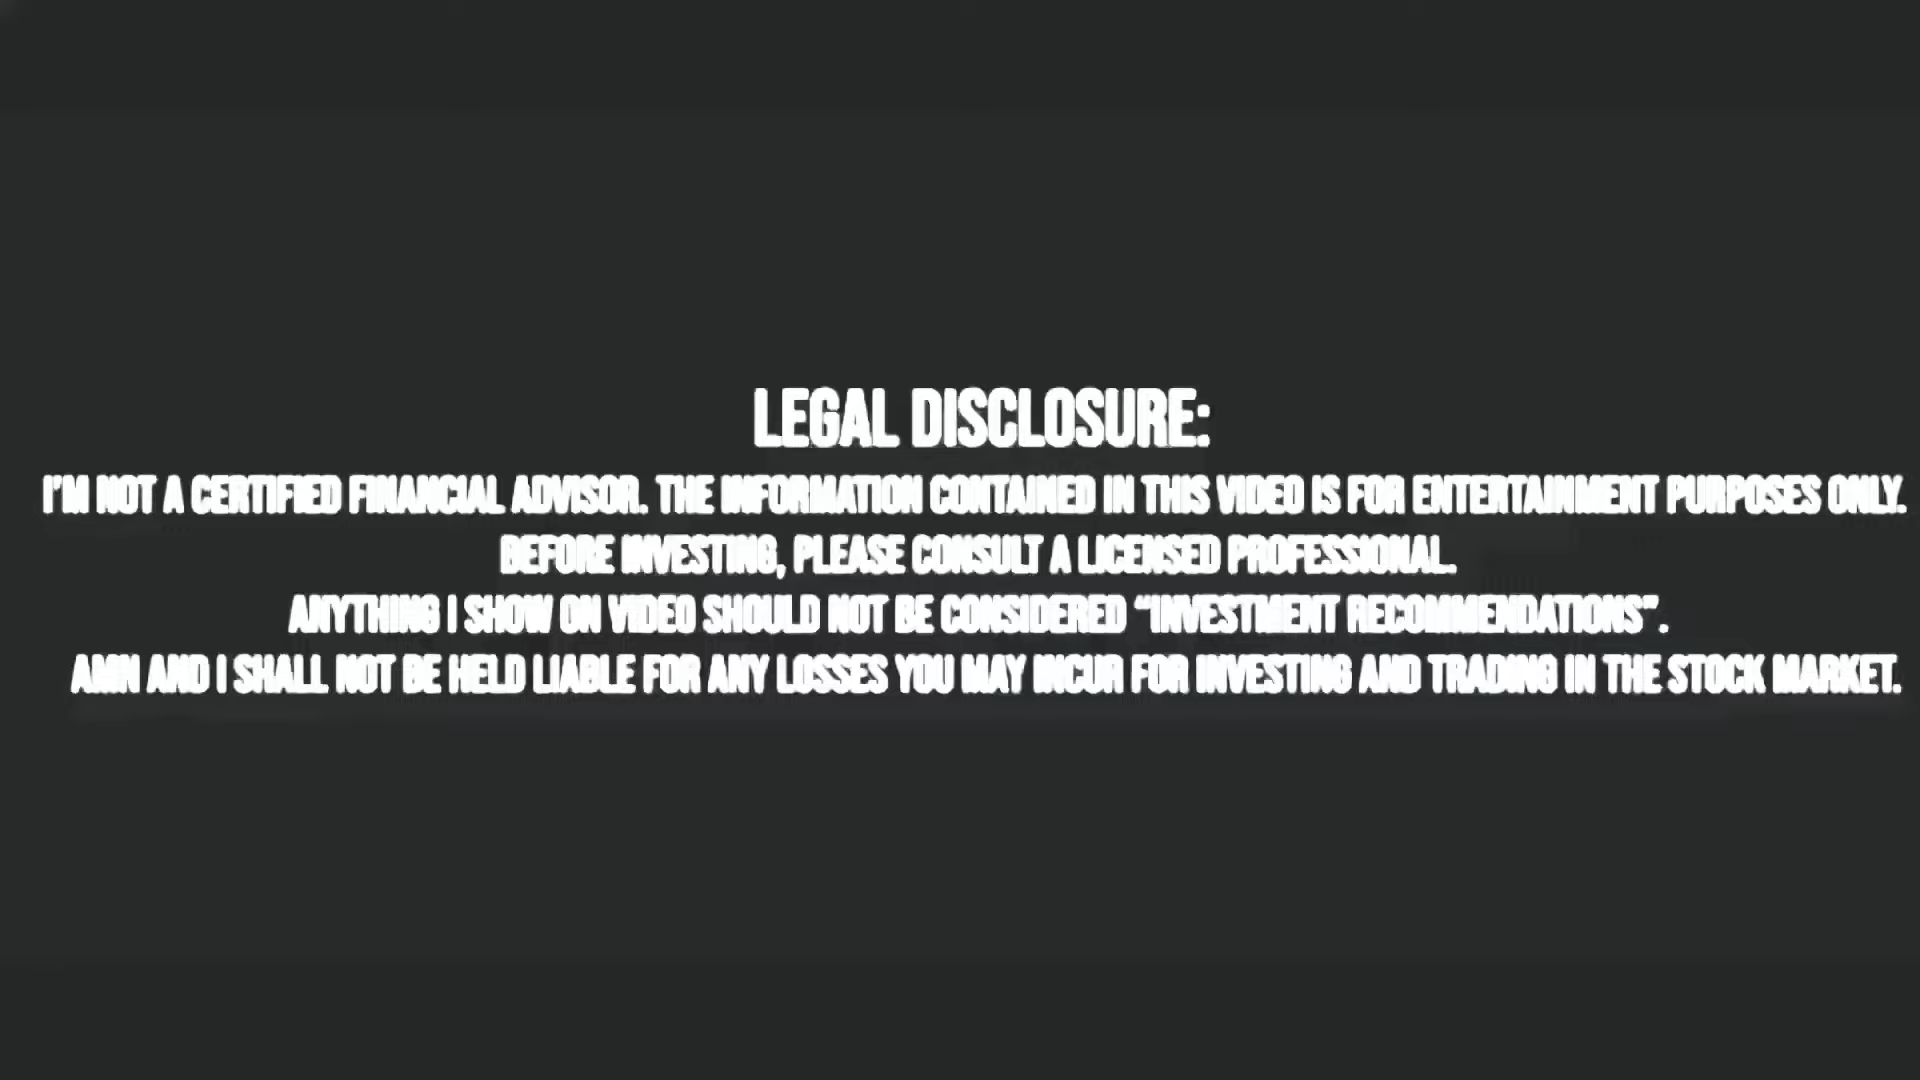 LEGAL DISCLOSURE:
I'M NOT A CERTIFIED FINANCIAL ADVISOR. THE INFORMATION CONTAINED IN THIS VIDEO IS FOR ENTERTAINMENT PURPOSES ONLY.
BEFORE INVESTING, PLEASE CONSULT A LICENSED PROFESSIONAL.
ANYTHING I SHOW ON VIDEO SHOULD NOT BE CONSIDERED “INVESTMENT RECOMMENDATIONS”.
AMN AND I SHALL NOT BE HELD LIABLE FOR ANY LOSSES YOU MAY INCUR FOR INVESTING AND TRADING IN THE STOCK MARKET.